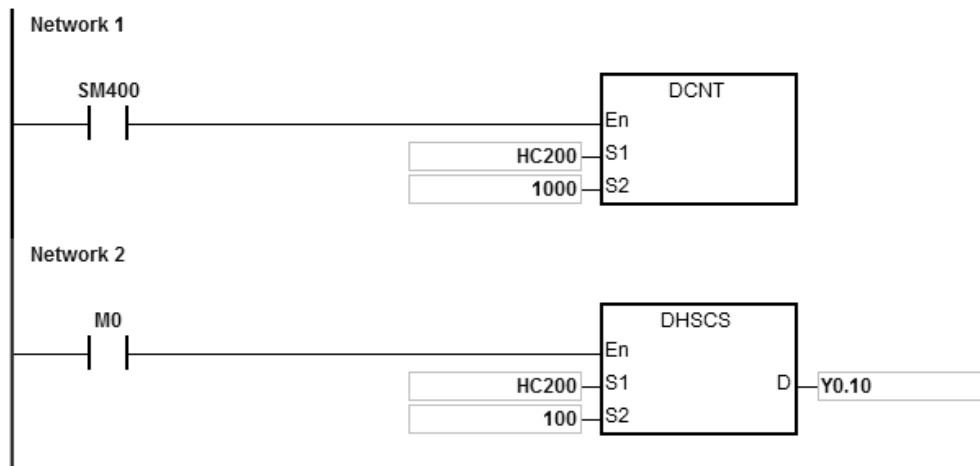 Network 1
SM400
DCNT
En
HC200 S1
1000 S2
Network 2
M0
DHSCS
En
HC200 S1 D Y0.10
100 S2